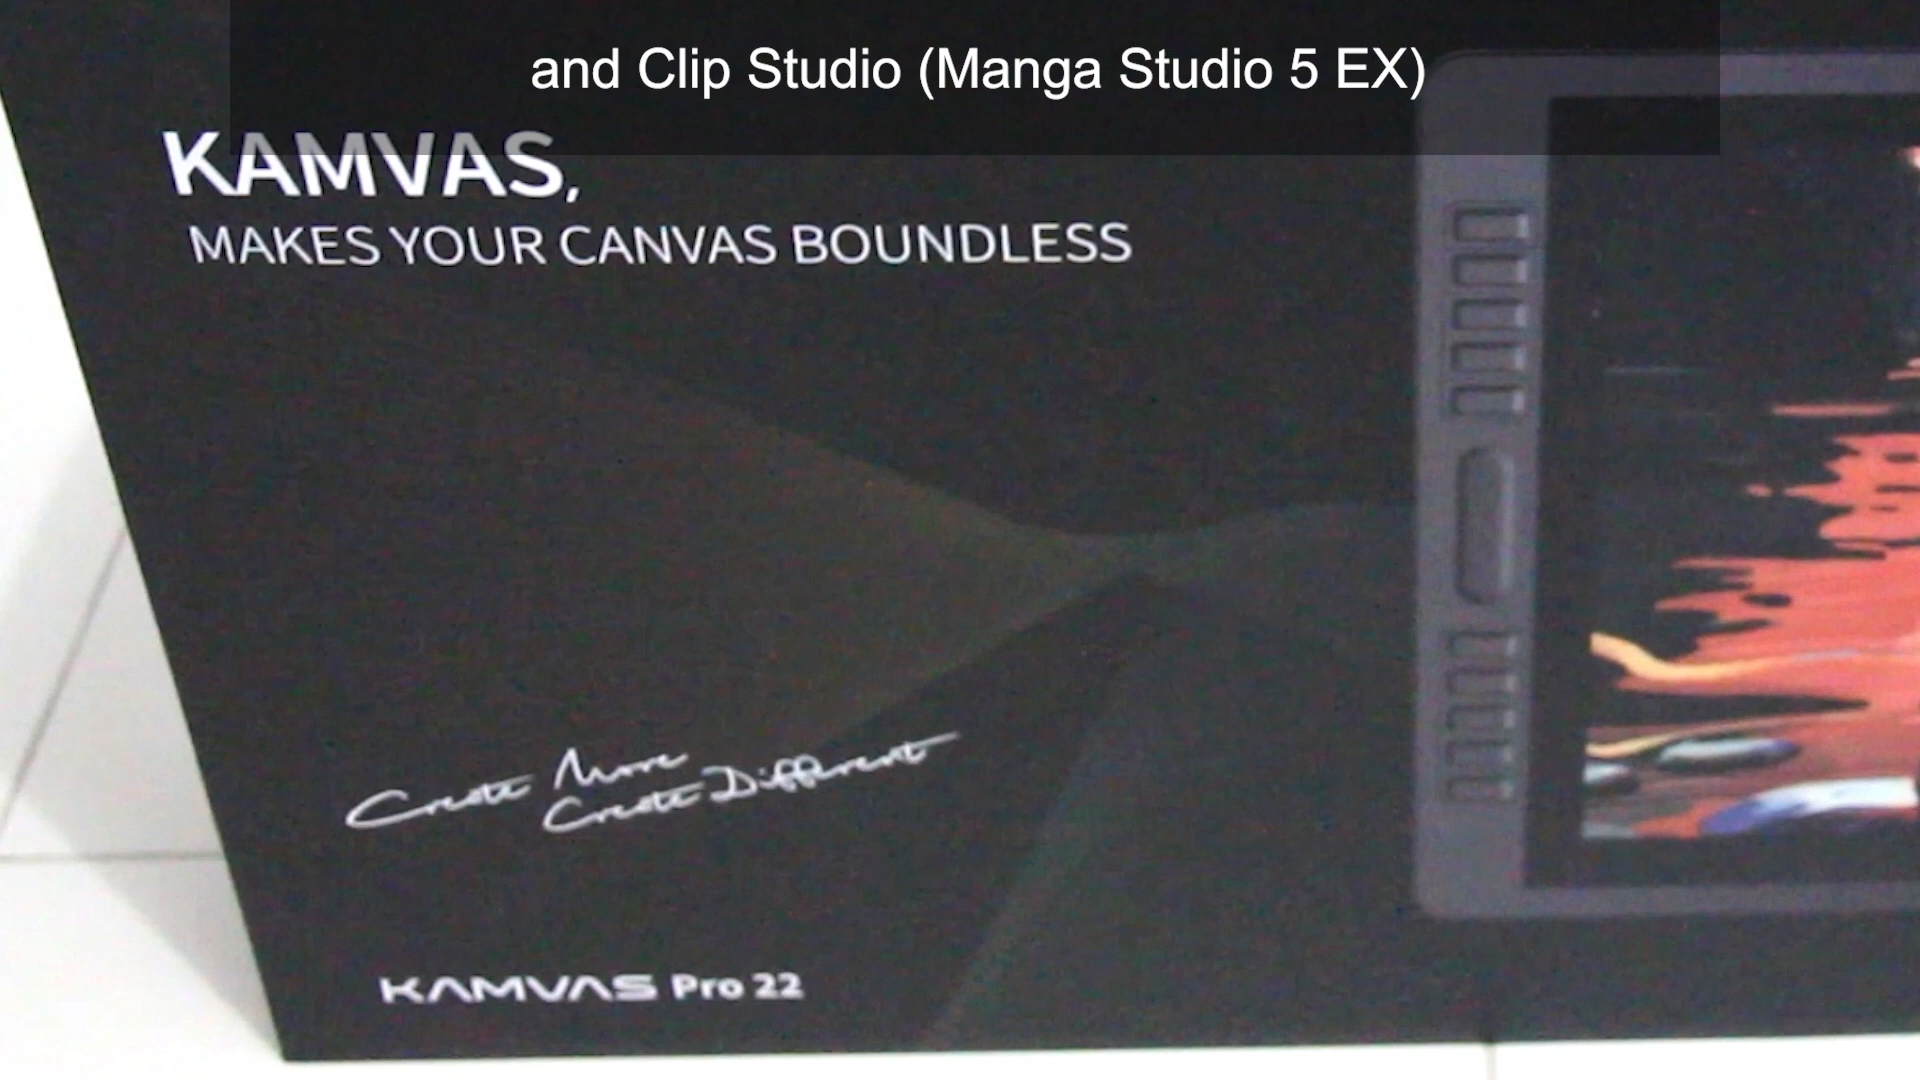 and Clip Studio (Manga Studio 5 EX)
KAMVAS,
MAKES YOUR CANVAS BOUNDLESS
Create More
Create Different
KAMVAS Pro 22